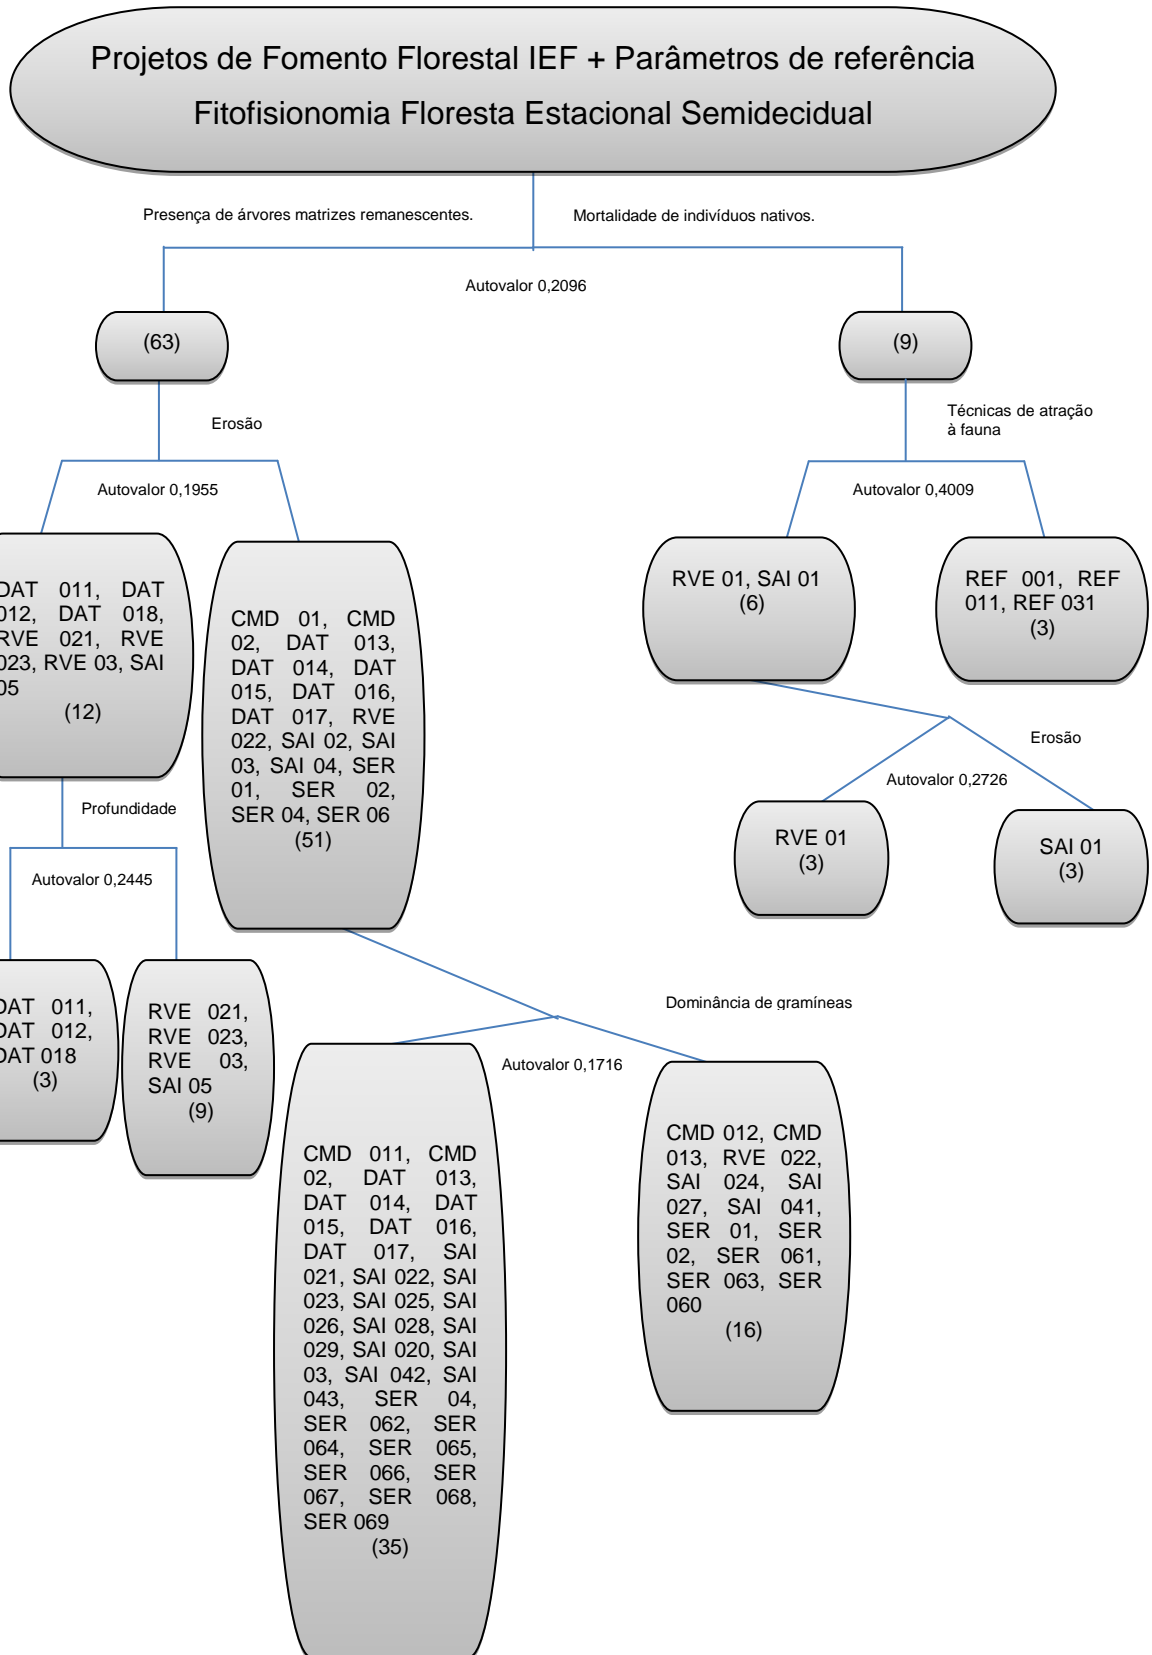 Projetos de Fomento Florestal IEF + Parâmetros de referência
Fitofisionomia Floresta Estacional Semidecidual
Presença de árvores matrizes remanescentes.
Mortalidade de indivíduos nativos.
Autovalor 0,2096
(63)
(9)
Erosão
Técnicas de atração
à fauna
Autovalor 0,1955
Autovalor 0,4009
DAT 011, DAT
012, DAT 018,
RVE 021, RVE
023, RVE 03, SAI
05
(12)
CMD 01, CMD
02, DAT 013,
DAT 014, DAT
015, DAT 016,
DAT 017, RVE
022, SAI 02, SAI
03, SAI 04, SER
01, SER 02,
SER 04, SER 06
(51)
RVE 01, SAI 01
(6)
REF 001, REF
011, REF 031
(3)
Erosão
Autovalor 0,2726
Profundidade
RVE 01
(3)
SAI 01
(3)
Autovalor 0,2445
DAT 011,
DAT 012,
DAT 018
(3)
RVE 021,
RVE 023,
RVE 03,
SAI 05
(9)
Dominância de gramíneas
Autovalor 0,1716
CMD 011, CMD
02, DAT 013,
DAT 014, DAT
015, DAT 016,
DAT 017, SAI
021, SAI 022, SAI
023, SAI 025, SAI
026, SAI 028, SAI
029, SAI 020, SAI
03, SAI 042, SAI
043, SER 04,
SER 062, SER
064, SER 065,
SER 066, SER
067, SER 068,
SER 069
(35)
CMD 012, CMD
013, RVE 022,
SAI 024, SAI
027, SAI 041,
SER 01, SER
02, SER 061,
SER 063, SER
060
(16)